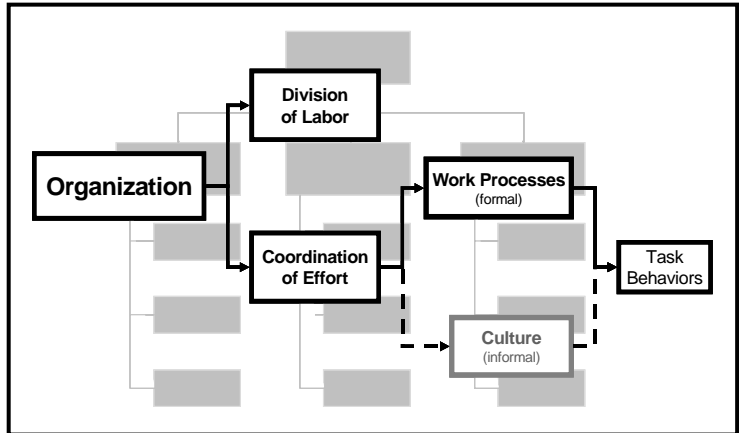 Division
of Labor
Organization
Work Processes
(formal)
Coordination
of Effort
Task
Behaviors
Culture
(informal)